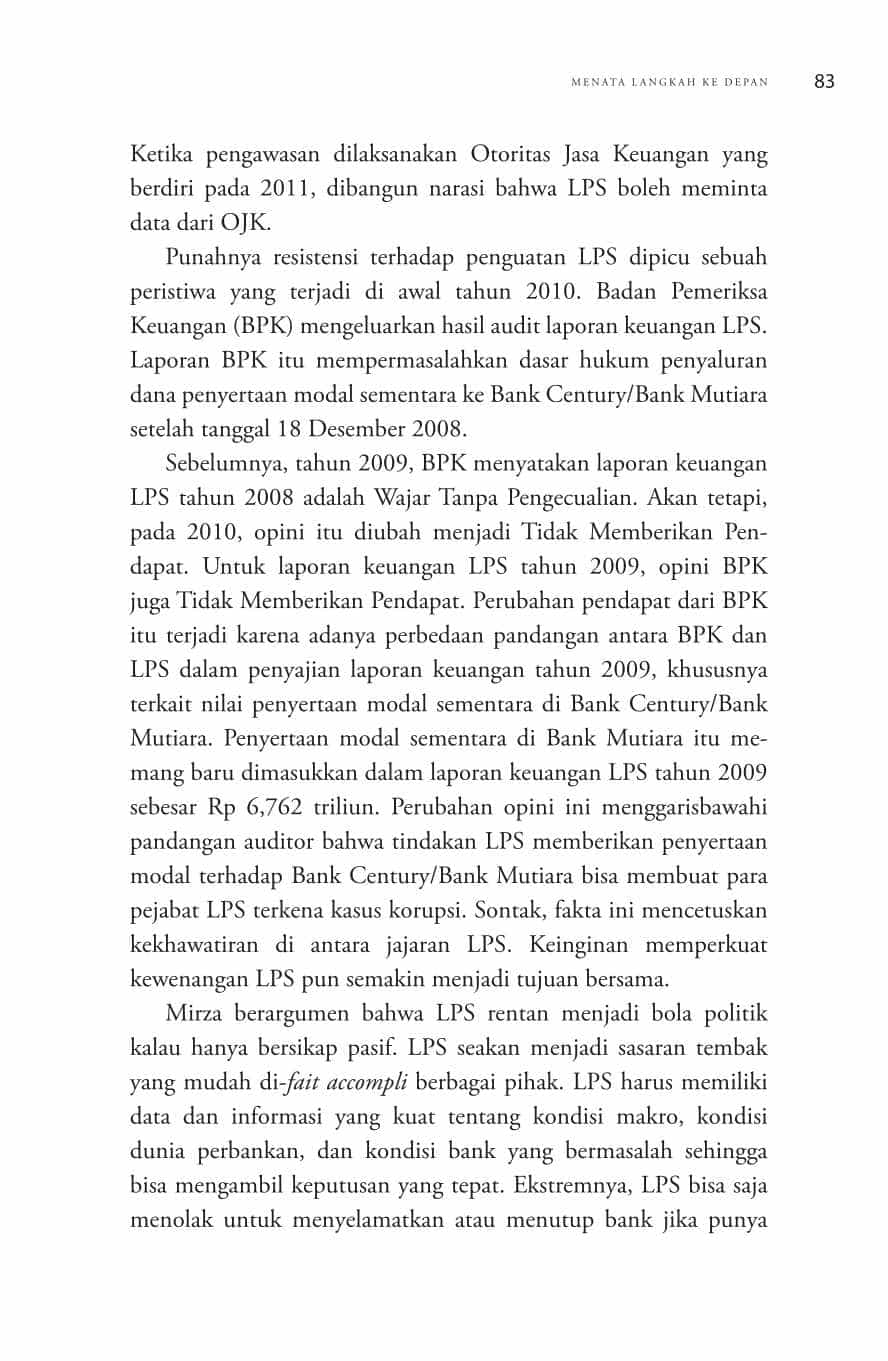 MENATA LANGKAH KE DEPAN 83
Ketika pengawasan dilaksanakan Otoritas Jasa Keuangan yang
berdiri pada 2011, dibangun narasi bahwa LPS boleh meminta
data dari OJK.
Punahnya resistensi terhadap penguatan LPS dipicu sebuah
peristiwa yang terjadi di awal tahun 2010. Badan Pemeriksa
Keuangan (BPK) mengeluarkan hasil audit laporan keuangan LPS.
Laporan BPK itu mempermasalahkan dasar hukum penyaluran
dana penyertaan modal sementara ke Bank Century/Bank Mutiara
setelah tanggal 18 Desember 2008.
Sebelumnya, tahun 2009, BPK menyatakan laporan keuangan
LPS tahun 2008 adalah Wajar Tanpa Pengecualian. Akan tetapi,
pada 2010, opini itu diubah menjadi Tidak Memberikan Pen-
dapat. Untuk laporan keuangan LPS tahun 2009, opini BPK
juga Tidak Memberikan Pendapat. Perubahan pendapat dari BPK
itu terjadi karena adanya perbedaan pandangan antara BPK dan
LPS dalam penyajian laporan keuangan tahun 2009, khususnya
terkait nilai penyertaan modal sementara di Bank Century/Bank
Mutiara. Penyertaan modal sementara di Bank Mutiara itu me-
mang baru dimasukkan dalam laporan keuangan LPS tahun 2009
sebesar Rp 6,762 triliun. Perubahan opini ini menggarisbawahi
pandangan auditor bahwa tindakan LPS memberikan penyertaan
modal terhadap Bank Century/Bank Mutiara bisa membuat para
pejabat LPS terkena kasus korupsi. Sontak, fakta ini mencetuskan
kekhawatiran di antara jajaran LPS. Keinginan memperkuat
kewenangan LPS pun semakin menjadi tujuan bersama.
Mirza berargumen bahwa LPS rentan menjadi bola politik
kalau hanya bersikap pasif. LPS seakan menjadi sasaran tembak
yang mudah di-fait accompli berbagai pihak. LPS harus memiliki
data dan informasi yang kuat tentang kondisi makro, kondisi
dunia perbankan, dan kondisi bank yang bermasalah sehingga
bisa mengambil keputusan yang tepat. Ekstremnya, LPS bisa saja
menolak untuk menyelamatkan atau menutup bank jika punya